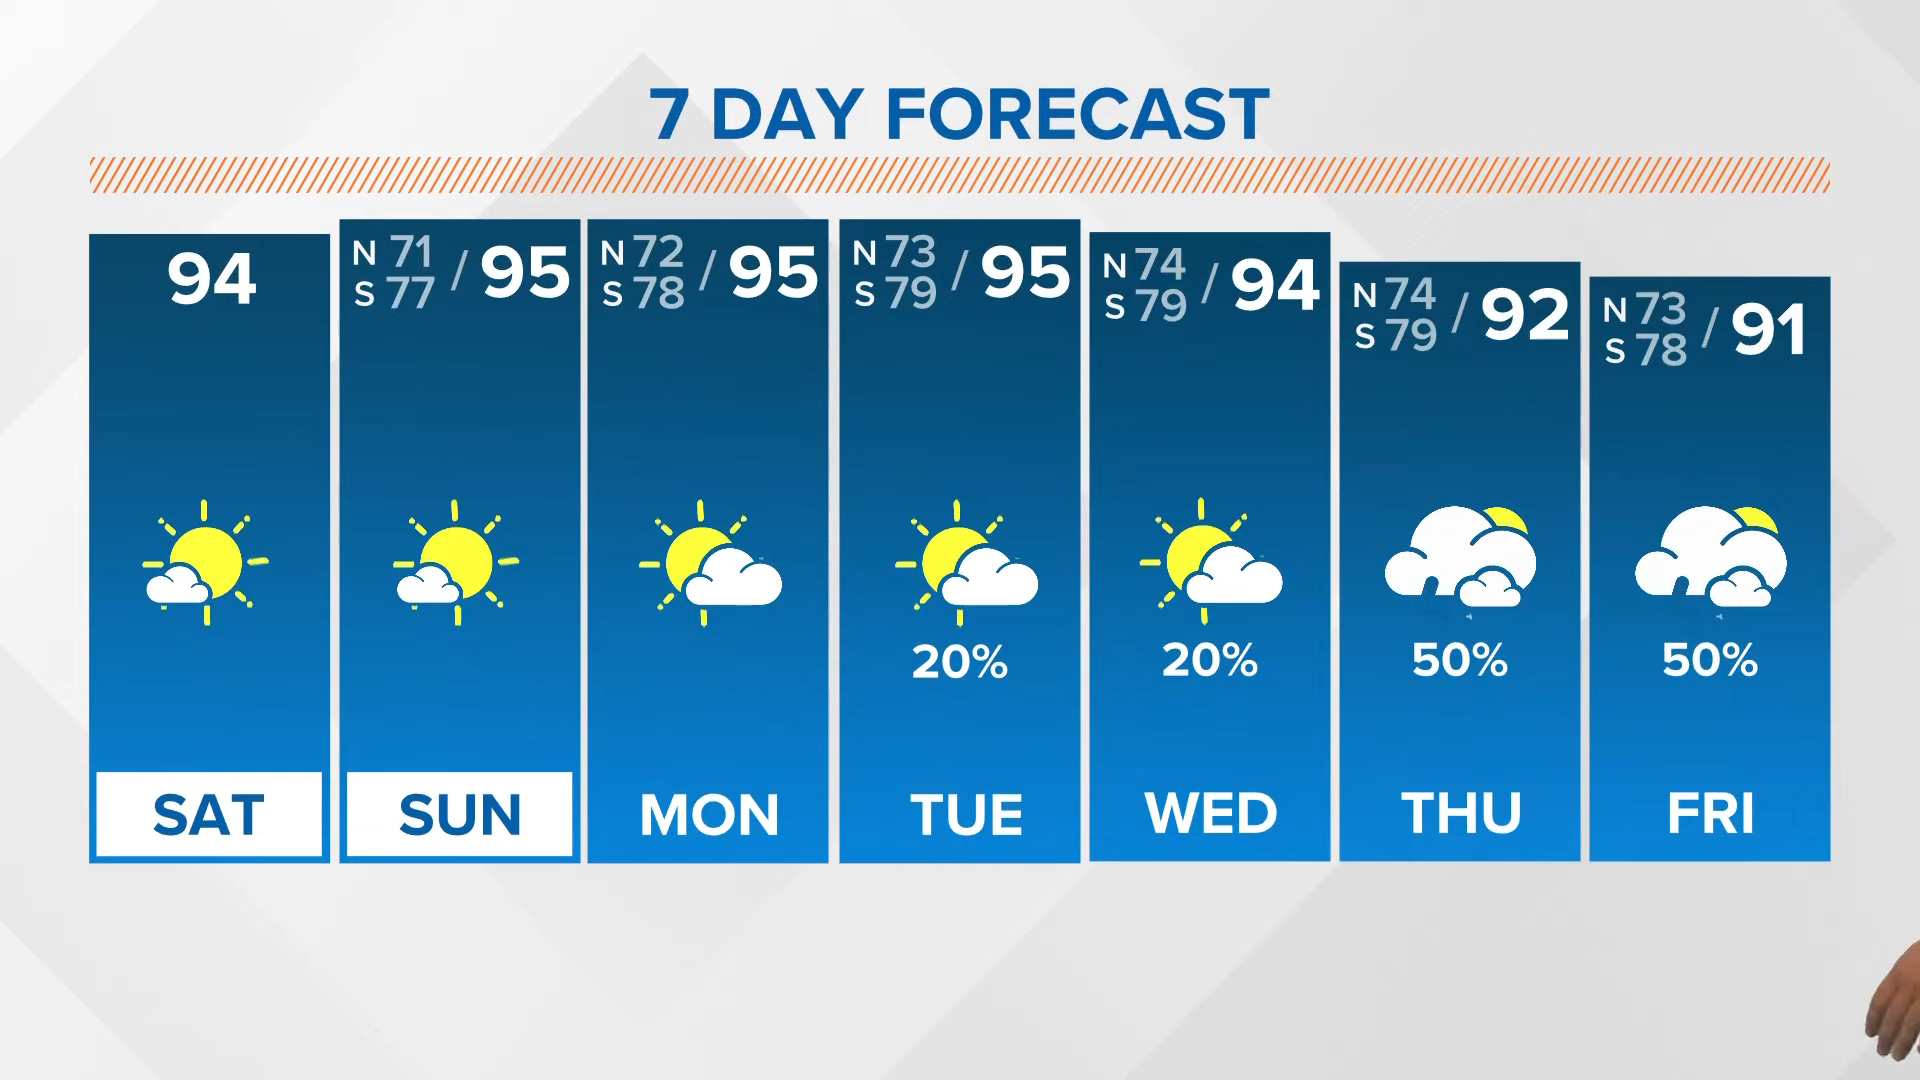 7 DAY FORECAST
94
SAT
N 71
S 77
/ 95
SUN
N 72
S 78
/ 95
MON
N 73
S 79
/ 95
20%
TUE
N 74
S 79
/ 94
20%
WED
N 74
S 79
/ 92
50%
THU
N 73
S 78
/ 91
50%
FRI